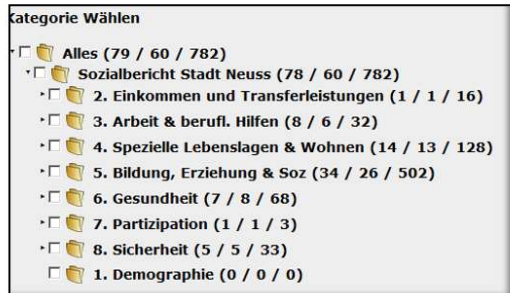 Kategorie Wählen
Alles (79 / 60 / 782)
Sozialbericht Stadt Neuss (78 / 60 / 782)
2. Einkommen und Transferleistungen (1 / 1 / 16)
3. Arbeit & berufl. Hilfen (8 / 6 / 32)
4. Spezielle Lebenslagen & Wohnen (14 / 13 / 128)
5. Bildung, Erziehung & Soz (34 / 26 / 502)
6. Gesundheit (7 / 8 / 68)
7. Partizipation (1 / 1 / 3)
8. Sicherheit (5 / 5 / 33)
1. Demographie (0 / 0 / 0)